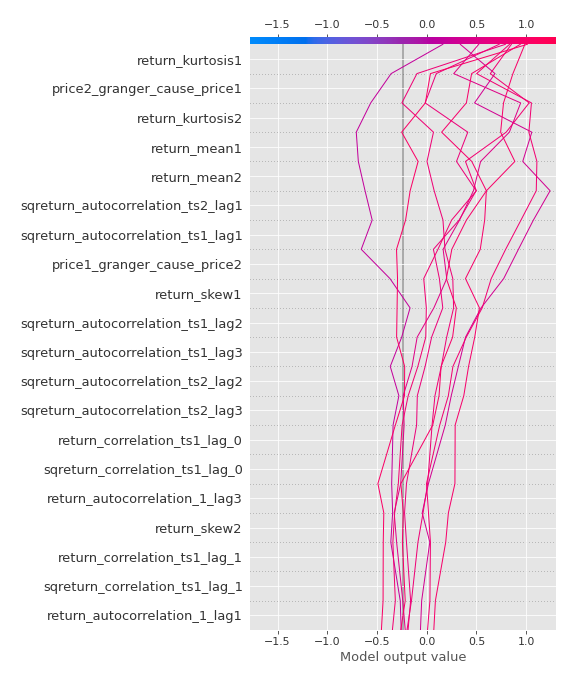 −1.5 −1.0 −0.5 0.0 0.5 1.0
return_kurtosis1
price2_granger_cause_price1
return_kurtosis2
return_mean1
return_mean2
sqreturn_autocorrelation_ts2_lag1
sqreturn_autocorrelation_ts1_lag1
price1_granger_cause_price2
return_skew1
sqreturn_autocorrelation_ts1_lag2
sqreturn_autocorrelation_ts1_lag3
sqreturn_autocorrelation_ts2_lag2
sqreturn_autocorrelation_ts2_lag3
return_correlation_ts1_lag_0
sqreturn_correlation_ts1_lag_0
return_autocorrelation_1_lag3
return_skew2
return_correlation_ts1_lag_1
sqreturn_correlation_ts1_lag_1
return_autocorrelation_1_lag1
−1.5 −1.0 −0.5 0.0 0.5 1.0
Model output value